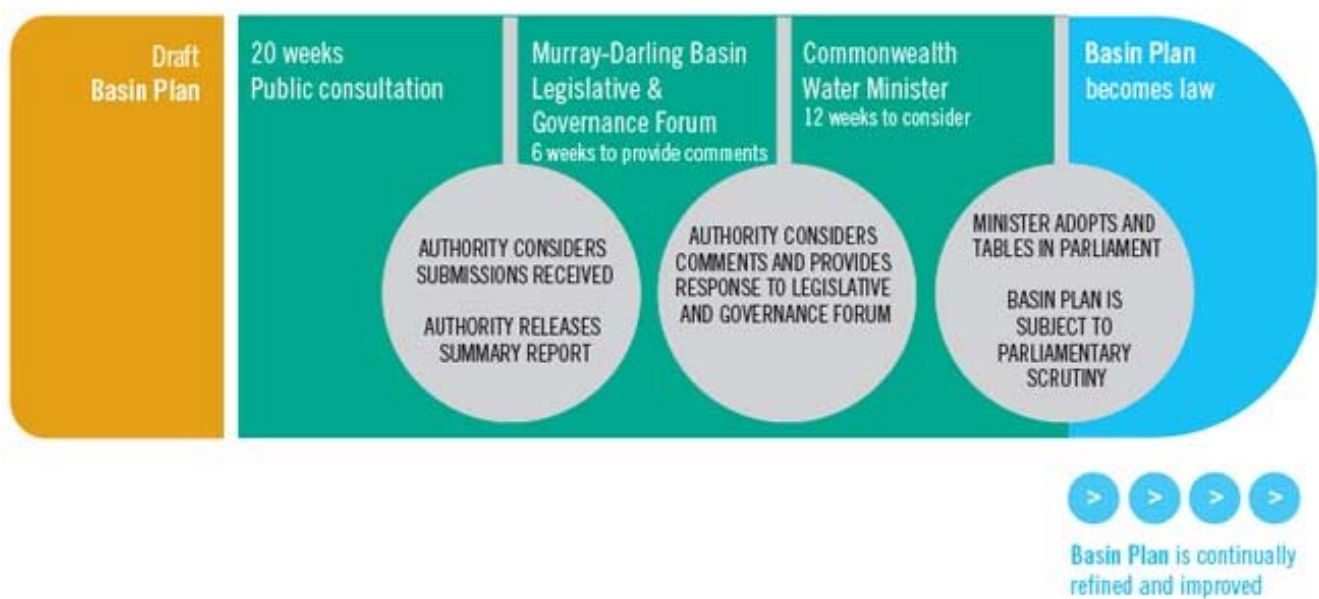 Draft
Basin Plan
20 weeks
Public consultation
Murray-Darling Basin
Legislative &
Governance Forum
6 weeks to provide comments
Commonwealth
Water Minister
12 weeks to consider
Basin Plan
becomes law
AUTHORITY CONSIDERS
SUBMISSIONS RECEIVED
AUTHORITY RELEASES
SUMMARY REPORT
AUTHORITY CONSIDERS
COMMENTS AND PROVIDES
RESPONSE TO LEGISLATIVE
AND GOVERNANCE FORUM
MINISTER ADOPTS AND
TABLES IN PARLIAMENT
BASIN PLAN IS
SUBJECT TO
PARLIAMENTARY
SCRUTINY
> > > >
Basin Plan is continually
refined and improved